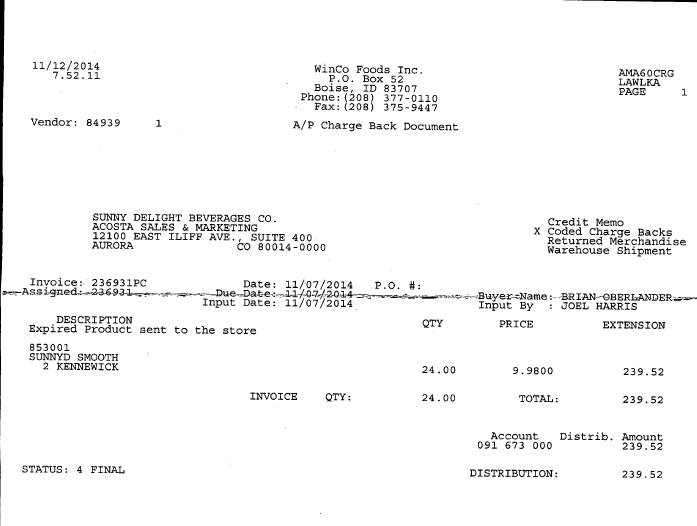 11/12/2014 WinCo Foods Inc. AMA60CRG
7.52.11 P.O. Box 52 LAWLKA
Boise, ID 83707 PAGE 1
Phone:(208) 377-0110
Fax:(208) 375-9447
Vendor: 84939 1 A/P Charge Back Document
SUNNY DELIGHT BEVERAGES CO. Credit Memo
ACOSTA SALES & MARKETING X Coded Charge Backs
12100 EAST ILIFF AVE., SUITE 400 Returned Merchandise
AURORA CO 80014-0000 Warehouse Shipment
Invoice: 236931PC Date: 11/07/2014 P.O. #:
Assigned: 236931 Due Date: 11/07/2014 Buyer Name: BRIAN OBERLANDER
Input Date: 11/07/2014 Input By : JOEL HARRIS
DESCRIPTION QTY PRICE EXTENSION
Expired Product sent to the store
853001
SUNNYD SMOOTH
2 KENNEWICK 24.00 9.9800 239.52
INVOICE QTY: 24.00 TOTAL: 239.52
Account Distrib. Amount
091 673 000 239.52
STATUS: 4 FINAL DISTRIBUTION: 239.52